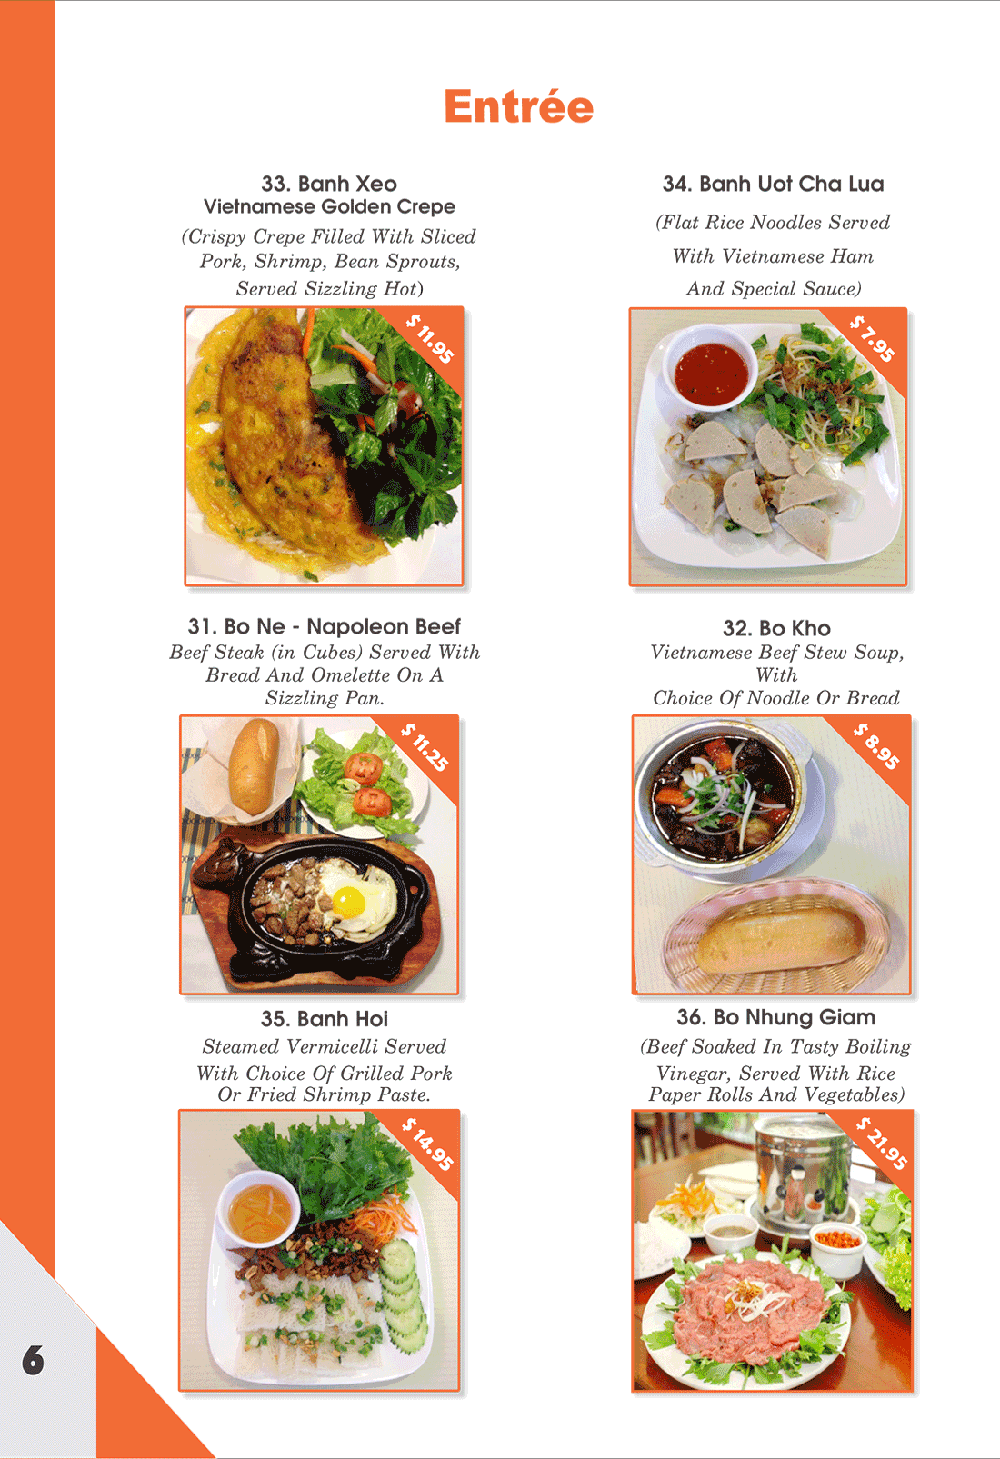 Entrée
33. Banh Xeo
Vietnamese Golden Crepe
(Crispy Crepe Filled With Sliced
Pork, Shrimp, Bean Sprouts,
Served Sizzling Hot)
$ 11.95
34. Banh Uot Cha Lua
(Flat Rice Noodles Served
With Vietnamese Ham
And Special Sauce)
$ 7.95
31. Bo Ne - Napoleon Beef
Beef Steak (in Cubes) Served With
Bread And Omelette On A
Sizzling Pan.
$ 11.25
32. Bo Kho
Vietnamese Beef Stew Soup,
With
Choice Of Noodle Or Bread
$ 8.95
35. Banh Hoi
Steamed Vermicelli Served
With Choice Of Grilled Pork
Or Fried Shrimp Paste.
$ 14.95
36. Bo Nhung Giam
(Beef Soaked In Tasty Boiling
Vinegar, Served With Rice
Paper Rolls And Vegetables)
$ 21.95
6